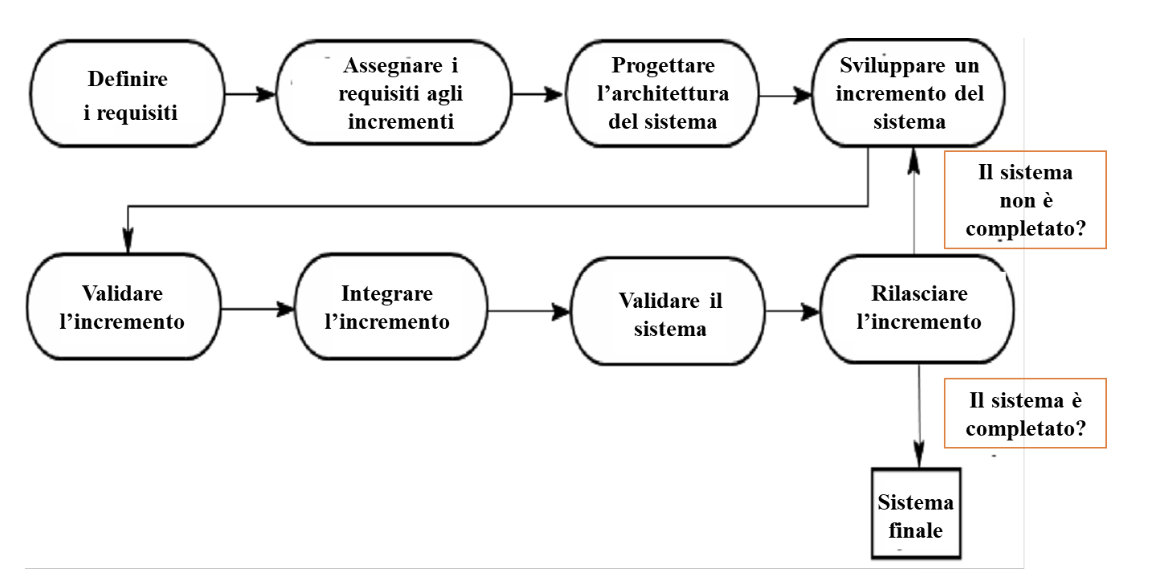 Definire
i requisiti
Assegnare i
requisiti agli
incrementi
Progettare
l'architettura
del sistema
Sviluppare un
incremento del
sistema
Il sistema
non è
completato?
Validare
l'incremento
Integrare
l'incremento
Validare il
sistema
Rilasciare
l'incremento
Il sistema è
completato?
Sistema
finale